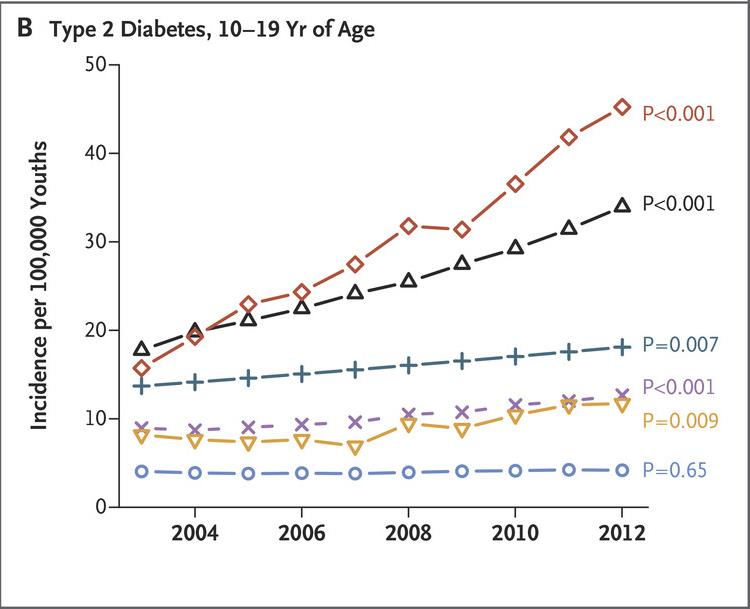 B Type 2 Diabetes, 10–19 Yr of Age
Incidence per 100,000 Youths
50
40
30
20
10
0
2004 2006 2008 2010 2012
P<0.001
P<0.001
P=0.007
P<0.001
P=0.009
P=0.65